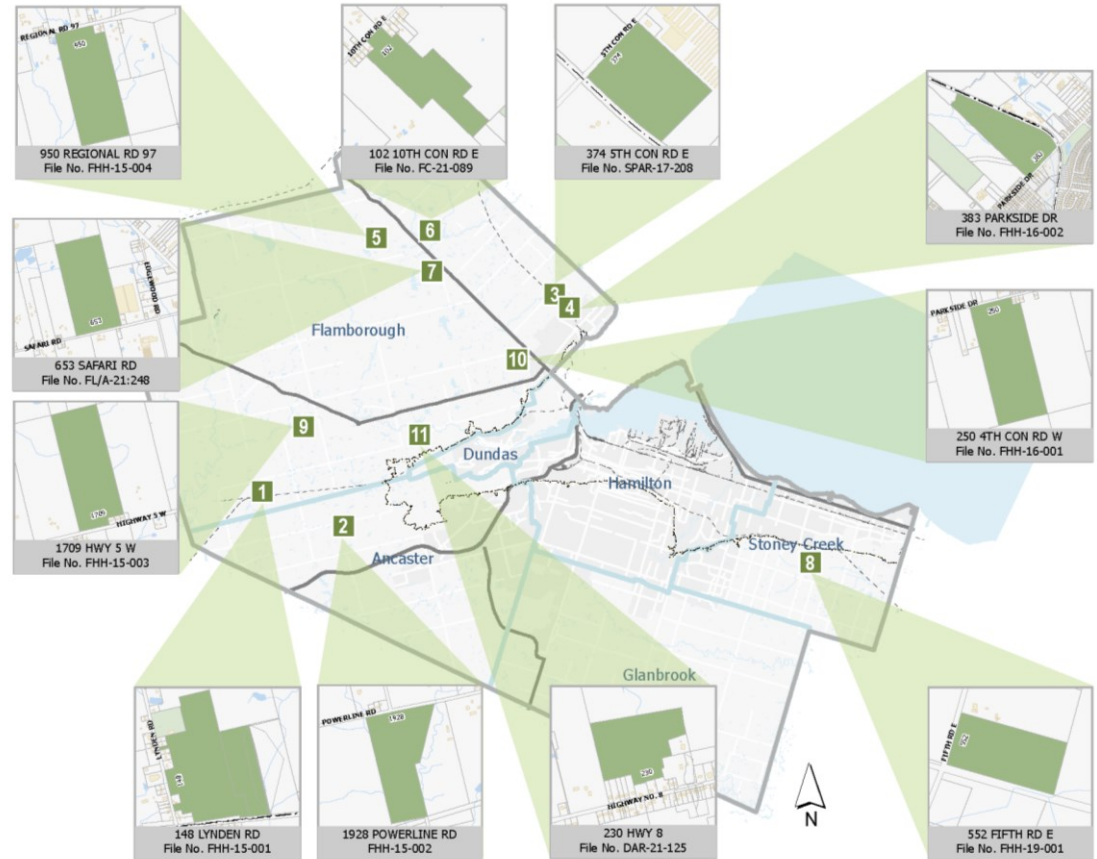 REGIONAL RD 97
950
950 REGIONAL RD 97
File No. FHH-15-004
10TH CON RD E
102
102 10TH CON RD E
File No. FC-21-089
5TH CON RD E
374
374 5TH CON RD E
File No. SPAR-17-208
383
PARKSIDE DR
383 PARKSIDE DR
File No. FHH-16-002
EDGEWOOD RD
653
SAFARI RD
653 SAFARI RD
File No. FL/A-21:248
PARKSIDE DR
250
250 4TH CON RD W
File No. FHH-16-001
1709
HIGHWAY 5 W
1709 HWY 5 W
File No. FHH-15-003
5
6
7
3
4
Flamborough
10
9
11
Dundas
1
Hamilton
2
Ancaster
Stoney Creek
8
Glanbrook
LYNDEN RD
148
148 LYNDEN RD
File No. FHH-15-001
POWERLINE RD
1928
1928 POWERLINE RD
FHH-15-002
230
HIGHWAY NO. 8
230 HWY 8
File No. DAR-21-125
N
FIFTH RD E
552
552 FIFTH RD E
File No. FHH-19-001